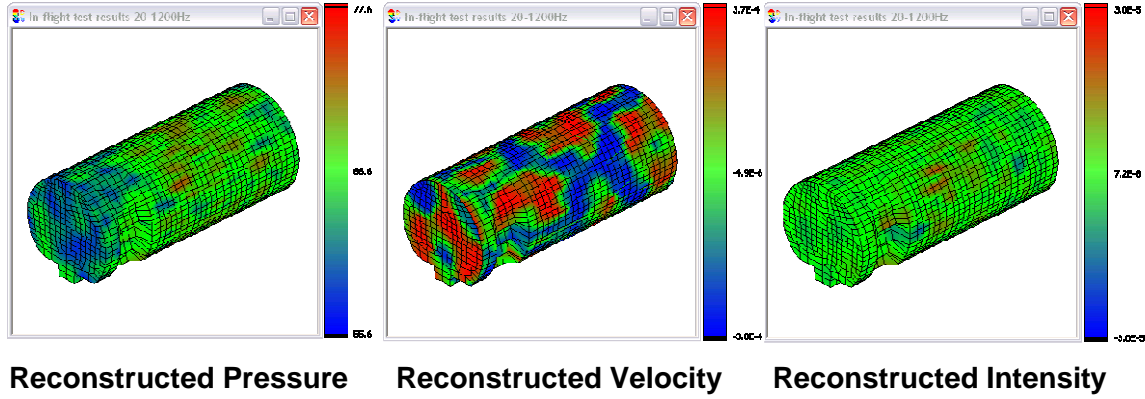 In-flight test results 20-1200Hz
77.6
66.6
55.6
In-flight test results 20-1200Hz
3.7E-4
-4.9E-6
In-flight test results 20-1200Hz
3.0E-5
-3.0E-5
Reconstructed Pressure
Reconstructed Velocity
Reconstructed Intensity